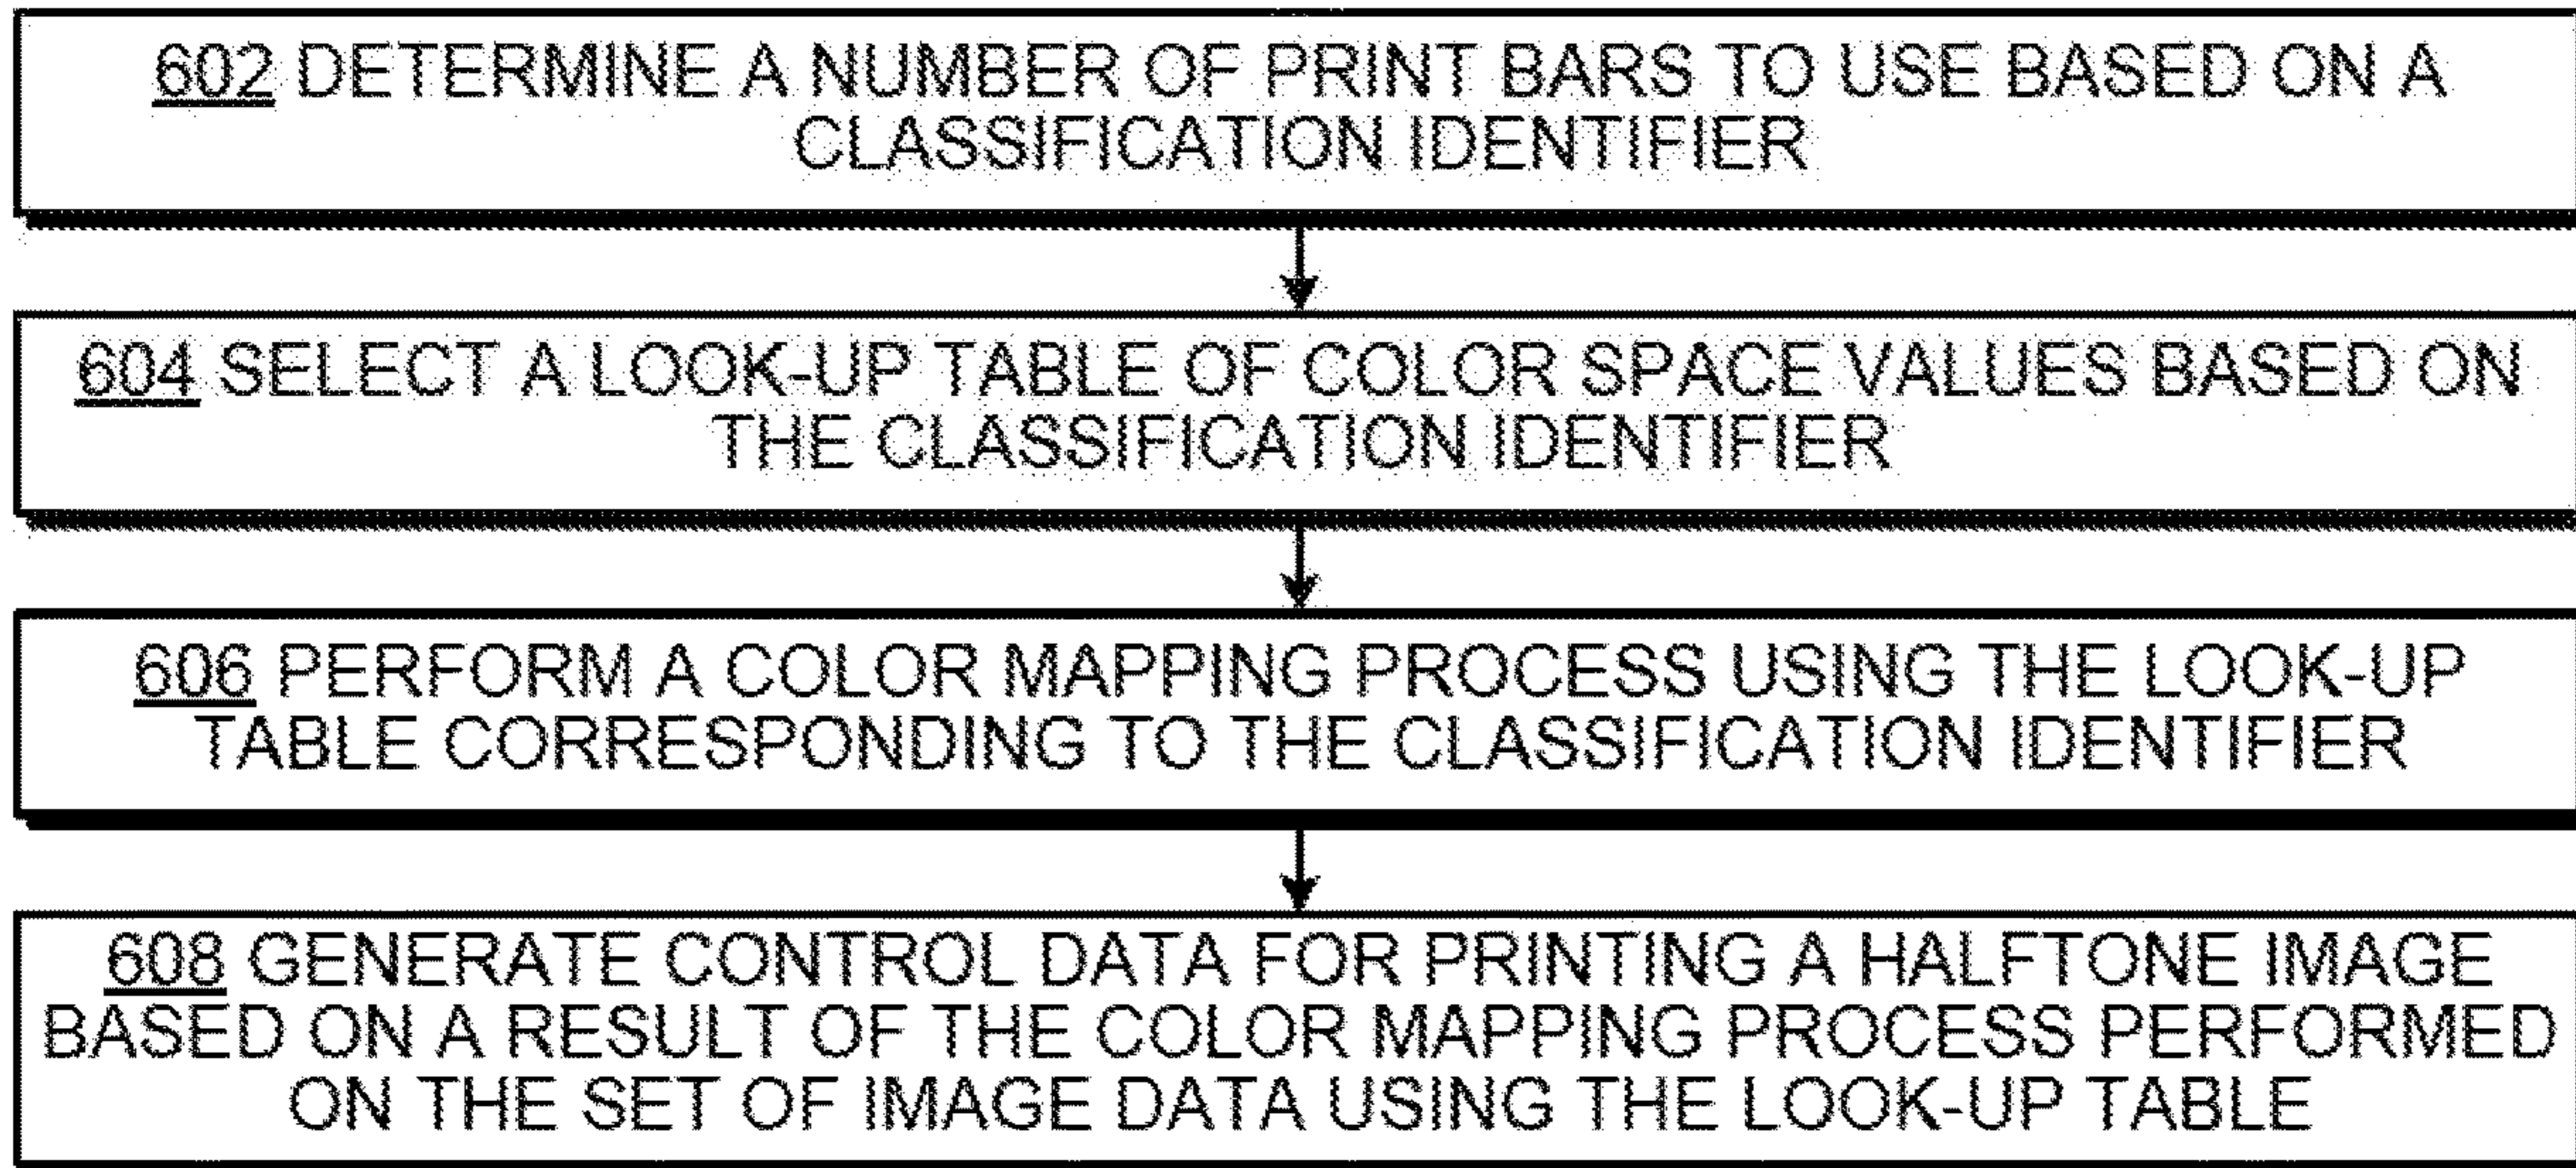 602 DETERMINE A NUMBER OF PRINT BARS TO USE BASED ON A
CLASSIFICATION IDENTIFIER
604 SELECT A LOOK-UP TABLE OF COLOR SPACE VALUES BASED ON
THE CLASSIFICATION IDENTIFIER
606 PERFORM A COLOR MAPPING PROCESS USING THE LOOK-UP
TABLE CORRESPONDING TO THE CLASSIFICATION IDENTIFIER
608 GENERATE CONTROL DATA FOR PRINTING A HALFTONE IMAGE
BASED ON A RESULT OF THE COLOR MAPPING PROCESS PERFORMED
ON THE SET OF IMAGE DATA USING THE LOOK-UP TABLE